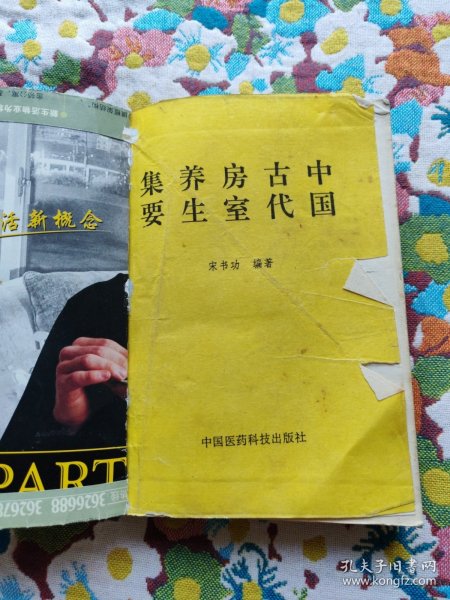 中国
古代
房室
养生
集要
宋书功 编著
中国医药科技出版社
活新概念
PART
3626688 362678
孔夫子旧书网
www.kongfz.com